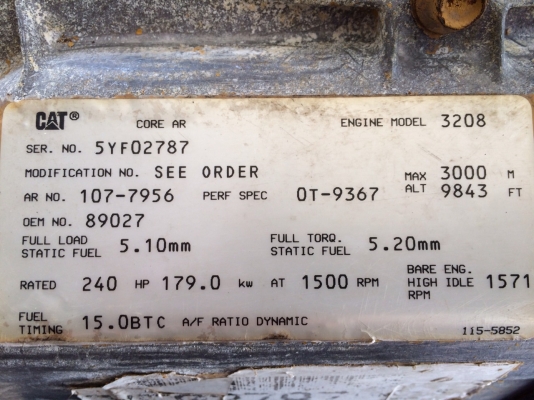 CAT® CORE AR ENGINE MODEL 3208
SER. NO. 5YF02787
MODIFICATION NO. SEE ORDER MAX 3000 M
AR NO. 107-7956 PERF SPEC 0T-9367 ALT 9843 FT
OEM NO. 89027
FULL LOAD STATIC FUEL 5.10mm FULL TORQ. STATIC FUEL 5.20mm
RATED 240 HP 179.0 kw AT 1500 RPM BARE ENG. HIGH IDLE RPM 1571
FUEL TIMING 15.0BTC A/F RATIO DYNAMIC
115-5852